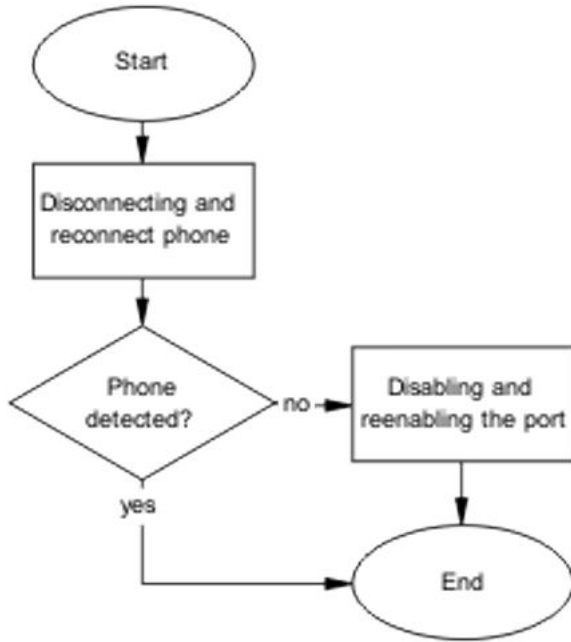 Start
Disconnecting and
reconnect phone
Phone
detected?
no
Disabling and
reenabling the port
yes
End